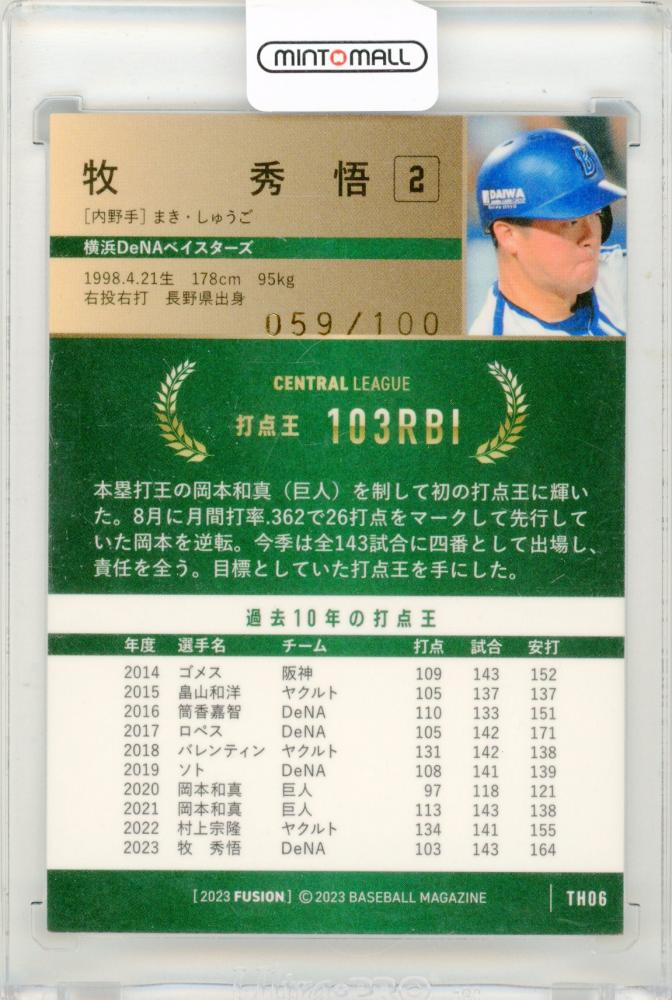 MINTMALL
牧 秀悟 2
[内野手] まき・しゅうご
横浜DeNAベイスターズ
1998.4.21生 178cm 95kg
右投右打 長野県出身
059/100
DAIWA
CENTRAL LEAGUE
打点王 103RBI
本塁打王の岡本和真（巨人）を制して初の打点王に輝い
た。8月に月間打率.362で26打点をマークして先行して
いた岡本を逆転。今季は全143試合に四番として出場し、
責任を全う。目標としていた打点王を手にした。
過去10年の打点王
年度 選手名 チーム 打点 試合 安打
2014 ゴメス 阪神 109 143 152
2015 畠山和洋 ヤクルト 105 137 137
2016 筒香嘉智 DeNA 110 133 151
2017 ロペス DeNA 105 142 171
2018 バレンティン ヤクルト 131 142 138
2019 ソト DeNA 108 141 139
2020 岡本和真 巨人 97 118 121
2021 岡本和真 巨人 113 143 138
2022 村上宗隆 ヤクルト 134 141 155
2023 牧 秀悟 DeNA 103 143 164
[2023 FUSION] ©2023 BASEBALL MAGAZINE TH06